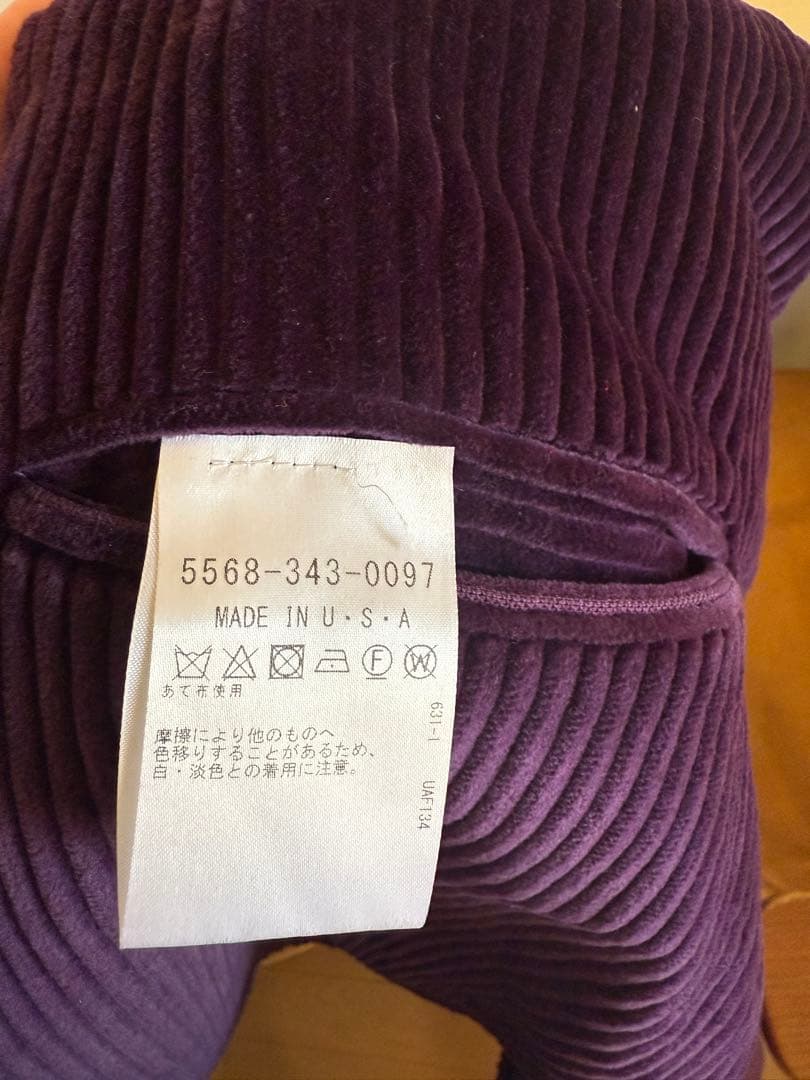 5568-343-0097
MADE IN U・S・A
F W
あて布使用
摩擦により他のものへ
色移りすることがあるため、
白・淡色との着用に注意。
631-1
UAF134